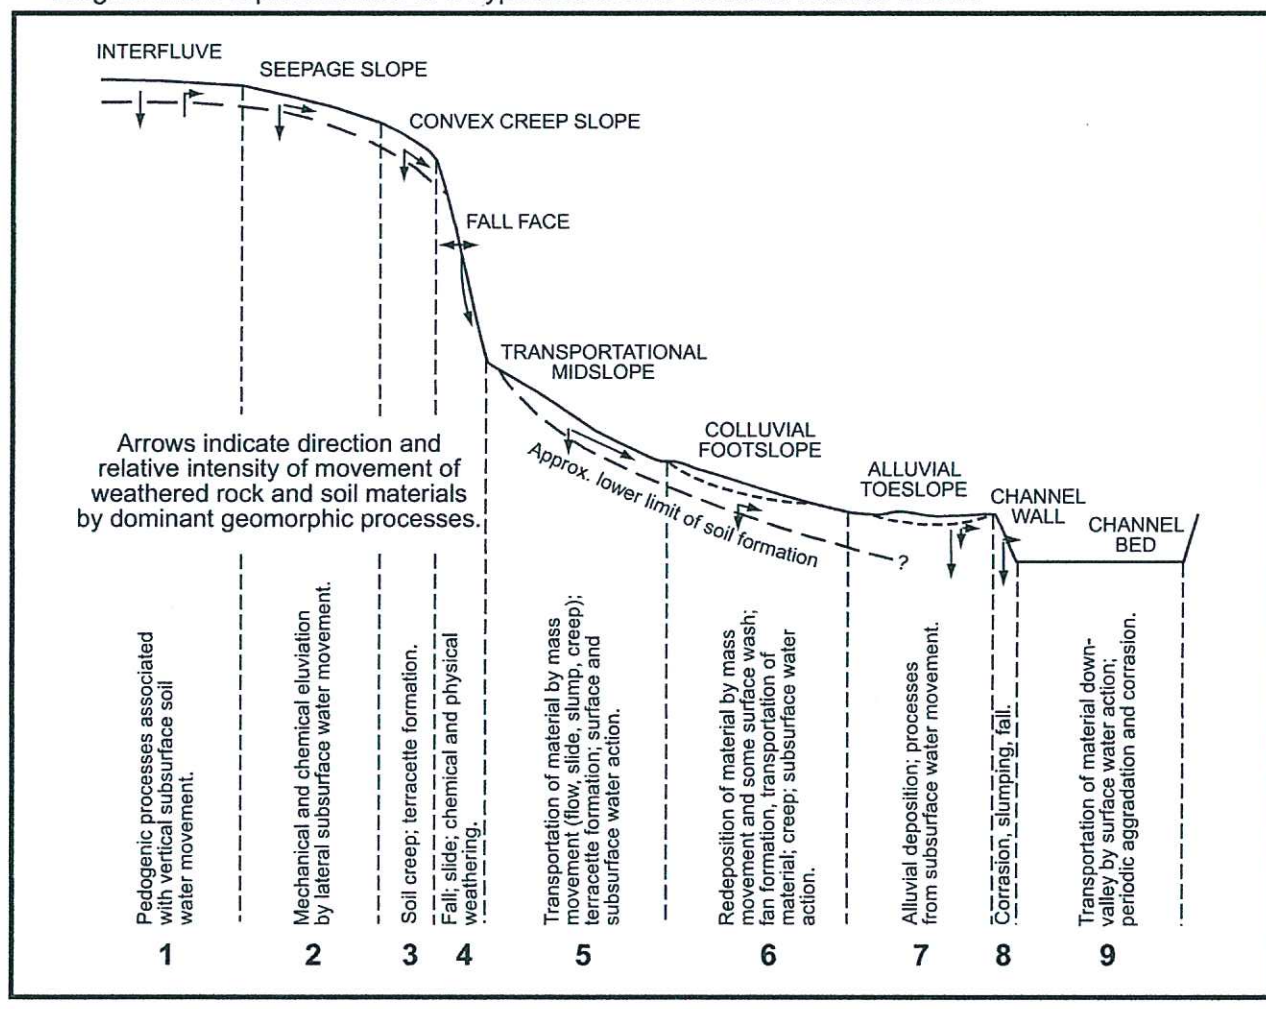 INTERFLUVE
SEEPAGE SLOPE
CONVEX CREEP SLOPE
FALL FACE
TRANSPORTATIONAL
MIDSLOPE
COLLUVIAL
FOOTSLOPE
ALLUVIAL
TOESLOPE
CHANNEL
WALL
CHANNEL
BED
Arrows indicate direction and
relative intensity of movement of
weathered rock and soil materials
by dominant geomorphic processes.
Approx. lower limit of soil formation
?
Pedogenic processes associated
with vertical subsurface soil
water movement.
Mechanical and chemical eluviation
by lateral subsurface water movement.
Soil creep; terracette formation.
Fall; slide; chemical and physical
weathering.
Transportation of material by mass
movement (flow, slide, slump, creep);
terracette formation; surface and
subsurface water action.
Redeposition of material by mass
movement and some surface wash;
fan formation, transportation of
material; creep; subsurface water
action.
Alluvial deposition; processes
from subsurface water movement.
Corrasion, slumping, fall.
Transportation of material down-
valley by surface water action;
periodic aggradation and corrasion.
1 2 3 4 5 6 7 8 9